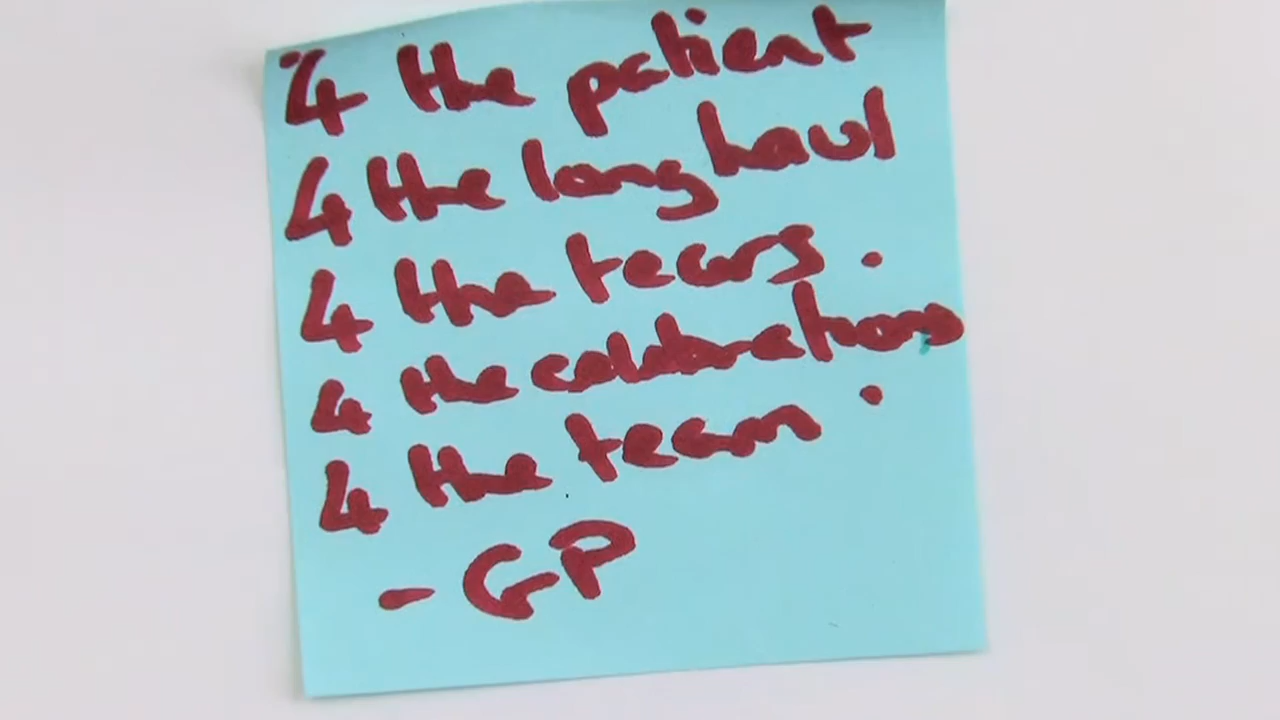 4 the patient
4 the long haul
4 the tears.
4 the celebrations
4 the team.
- GP